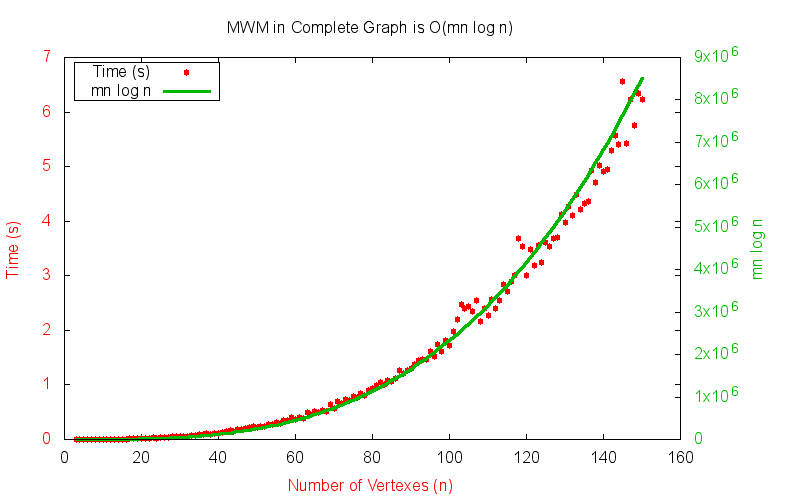 MWM in Complete Graph is O(mn log n)
Time (s)
mn log n
7
6
5
4
3
2
1
0
9x10^6
8x10^6
7x10^6
6x10^6
5x10^6
4x10^6
3x10^6
2x10^6
1x10^6
0
Time (s)
mn log n
0 20 40 60 80 100 120 140 160
Number of Vertexes (n)